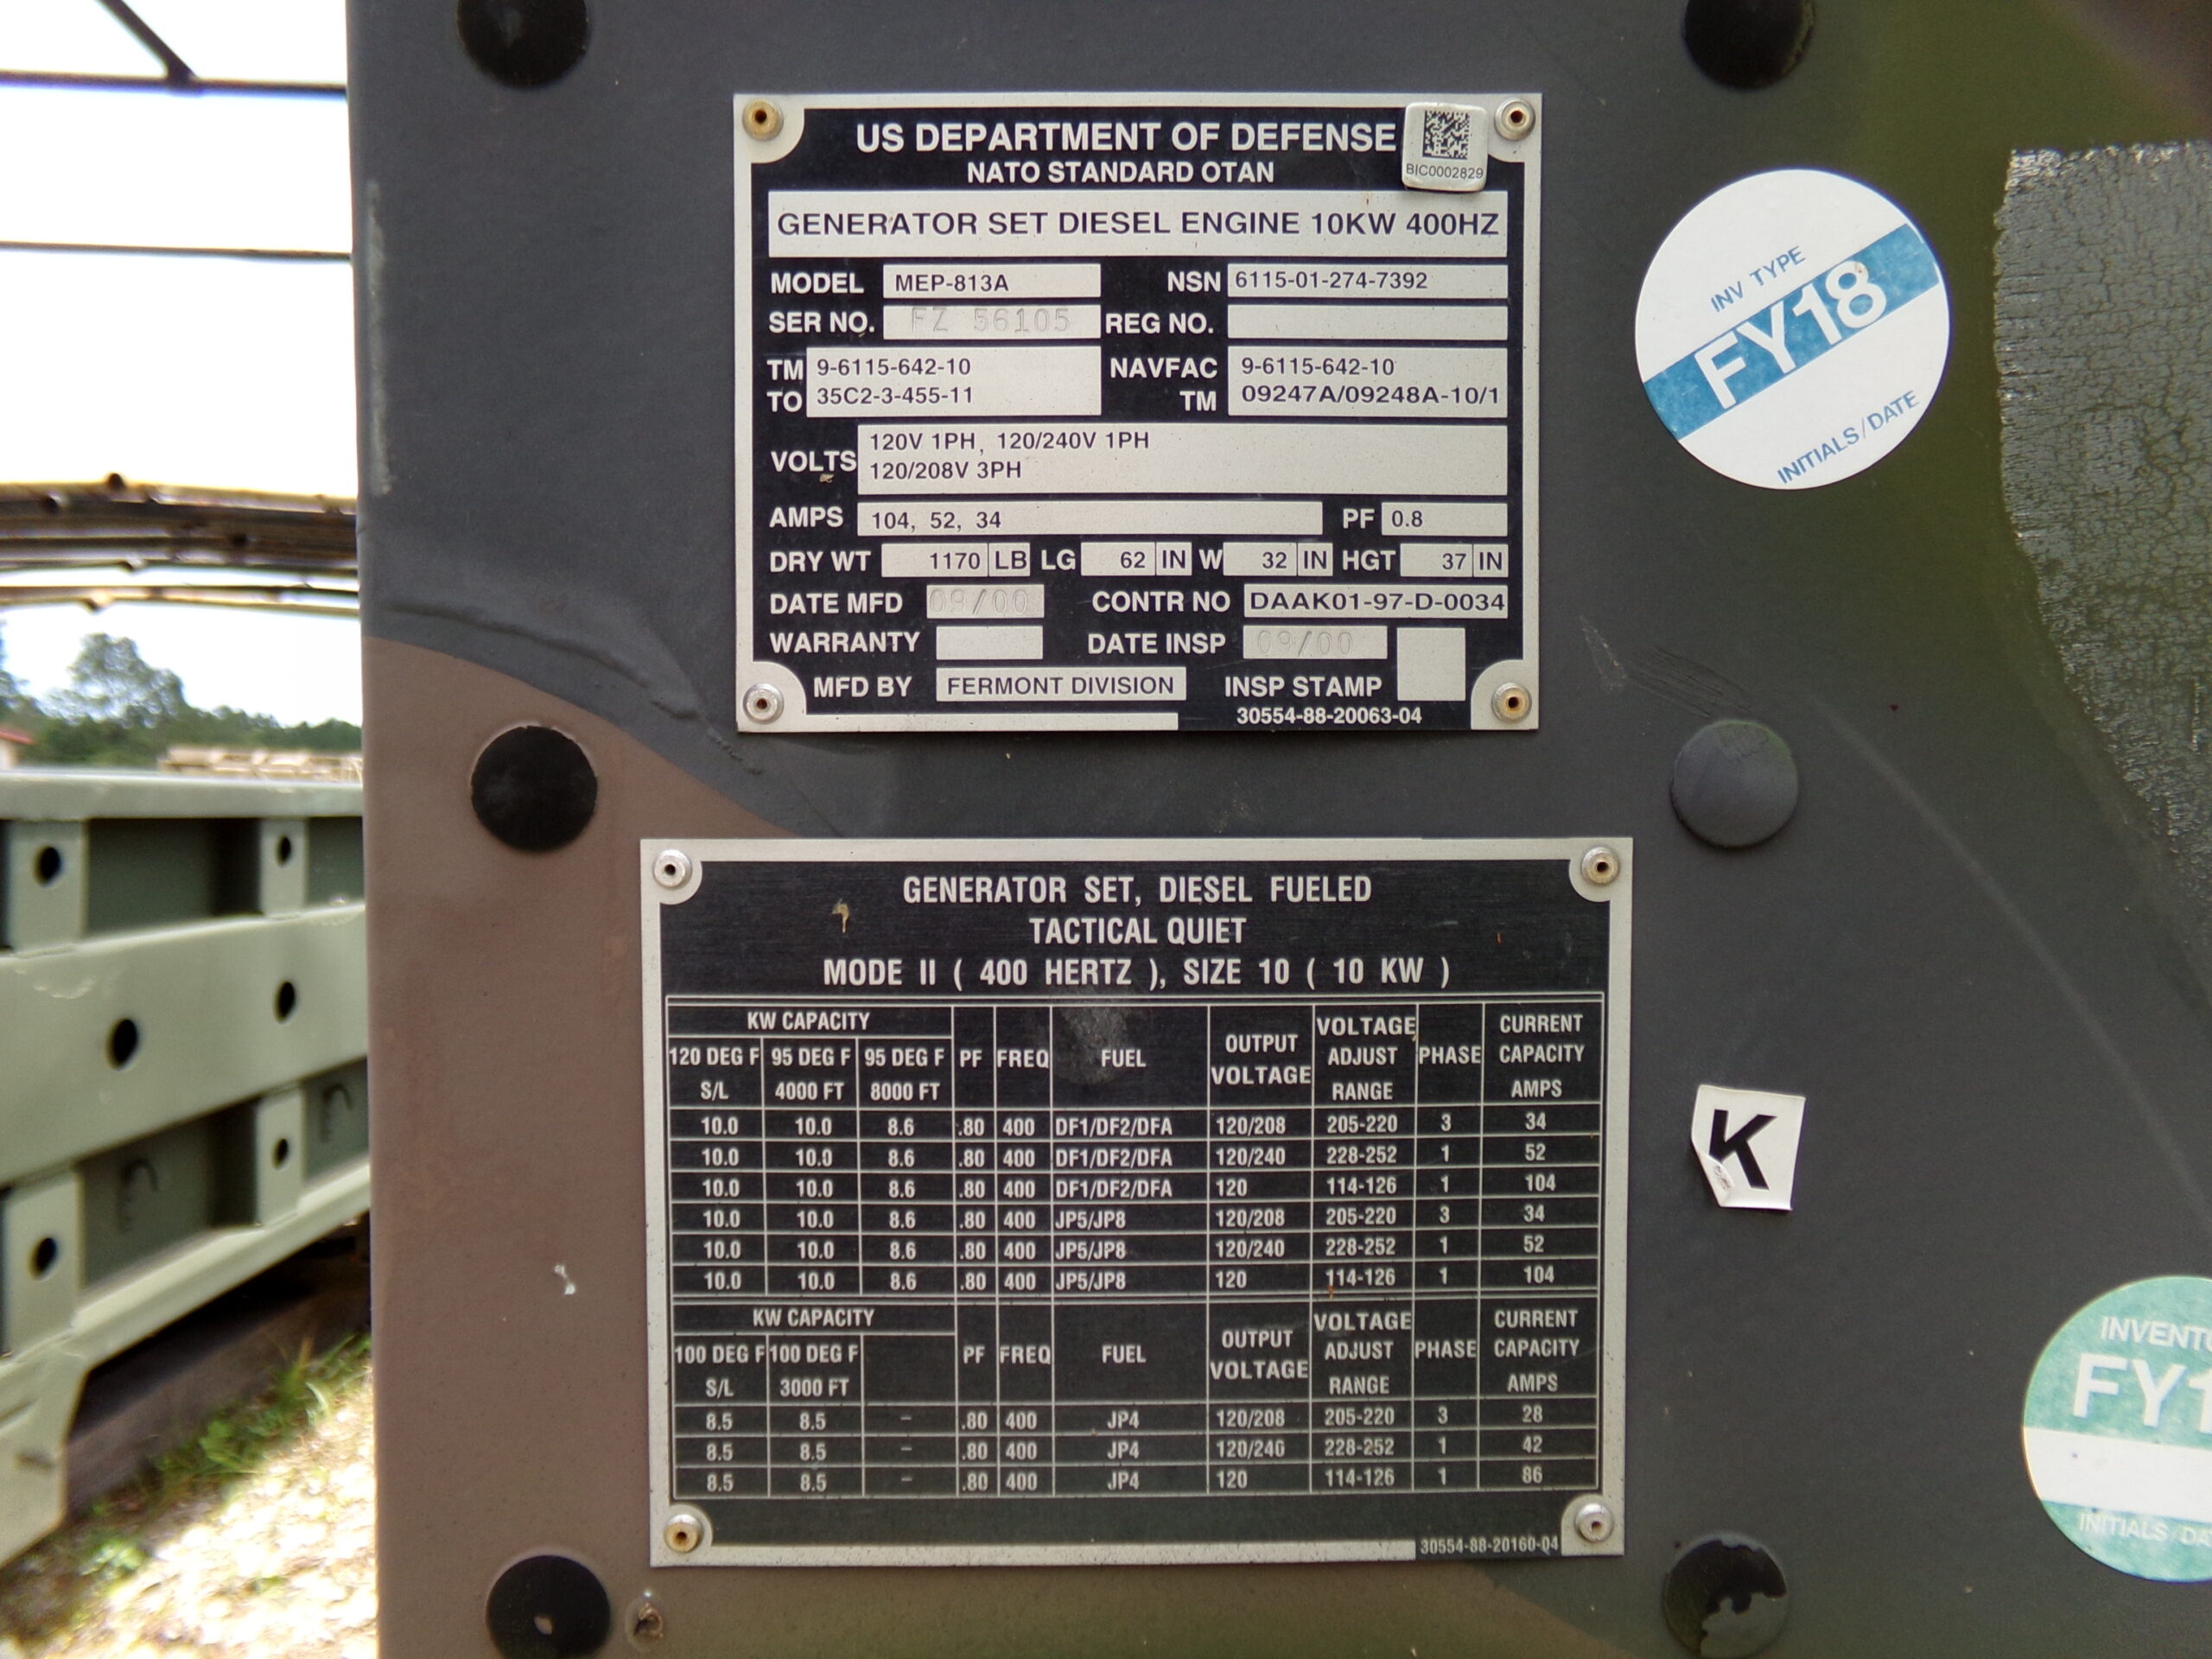 US DEPARTMENT OF DEFENSE
NATO STANDARD OTAN
BIC0002829
GENERATOR SET DIESEL ENGINE 10KW 400HZ
MODEL MEP-813A NSN 6115-01-274-7392
SER NO. FZ 56105 REG NO.
TM 9-6115-642-10 NAVFAC 9-6115-642-10
TO 35C2-3-455-11 TM 09247A/09248A-10/1
VOLTS 120V 1PH, 120/240V 1PH
120/208V 3PH
AMPS 104, 52, 34 PF 0.8
DRY WT 1170 LB LG 62 IN W 32 IN HGT 37 IN
DATE MFD 09/00 CONTR NO DAAK01-97-D-0034
WARRANTY DATE INSP 09/00
MFD BY FERMONT DIVISION INSP STAMP
30554-88-20063-04
INV TYPE
FY18
INITIALS/DATE
GENERATOR SET, DIESEL FUELED
TACTICAL QUIET
MODE II ( 400 HERTZ ), SIZE 10 ( 10 KW )
KW CAPACITY PF FREQ FUEL OUTPUT VOLTAGE VOLTAGE ADJUST RANGE PHASE CURRENT CAPACITY AMPS
120 DEG F S/L 95 DEG F 4000 FT 95 DEG F 8000 FT
10.0 10.0 8.6 .80 400 DF1/DF2/DFA 120/208 205-220 3 34
10.0 10.0 8.6 .80 400 DF1/DF2/DFA 120/240 228-252 1 52
10.0 10.0 8.6 .80 400 DF1/DF2/DFA 120 114-126 1 104
10.0 10.0 8.6 .80 400 JP5/JP8 120/208 205-220 3 34
10.0 10.0 8.6 .80 400 JP5/JP8 120/240 228-252 1 52
10.0 10.0 8.6 .80 400 JP5/JP8 120 114-126 1 104
KW CAPACITY PF FREQ FUEL OUTPUT VOLTAGE VOLTAGE ADJUST RANGE PHASE CURRENT CAPACITY AMPS
100 DEG F S/L 100 DEG F 3000 FT
8.5 8.5 - .80 400 JP4 120/208 205-220 3 28
8.5 8.5 - .80 400 JP4 120/240 228-252 1 42
8.5 8.5 - .80 400 JP4 120 114-126 1 86
30554-88-20160-04
K
INVENTO
FY1
INITIALS/DA